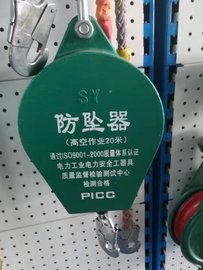 SY
防坠器
(高空作业20米)
通过ISO9001-2000质量体系认证
电力工业电力安全工器具
质量监督检验测试中心
检测合格
PICC